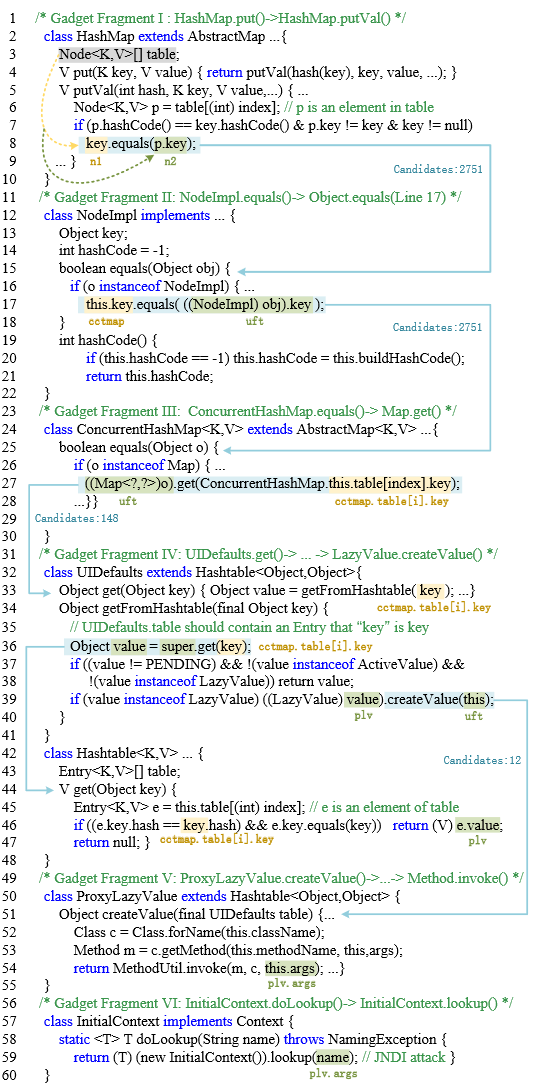 1 /* Gadget Fragment I : HashMap.put()->HashMap.putVal() */
2 class HashMap extends AbstractMap ...{
3 Node<K,V>[] table;
4 V put(K key, V value) { return putVal(hash(key), key, value, ...); }
5 V putVal(int hash, K key, V value,...) { ...
6 Node<K,V> p = table[(int) index]; // p is an element in table
7 if (p.hashCode() == key.hashCode() & p.key != key & key != null)
8 key.equals(p.key);
9 ... } n1 n2
Candidates:2751
10 }
11 /* Gadget Fragment II: NodeImpl.equals()-> Object.equals(Line 17) */
12 class NodeImpl implements ... {
13 Object key;
14 int hashCode = -1;
15 boolean equals(Object obj) {
16 if (o instanceof NodeImpl) { ...
17 this.key.equals( ((NodeImpl) obj).key );
18 } cctmap uft
Candidates:2751
19 int hashCode() {
20 if (this.hashCode == -1) this.hashCode = this.buildHashCode();
21 return this.hashCode;
22 }
23 /* Gadget Fragment III: ConcurrentHashMap.equals()-> Map.get() */
24 class ConcurrentHashMap<K,V> extends AbstractMap<K,V> ...{
25 boolean equals(Object o) {
26 if (o instanceof Map) { ...
27 ((Map<?,?>)o).get(ConcurrentHashMap.this.table[index].key);
28 ...}} uft cctmap.table[i].key
29 Candidates:148
30 }
31 /* Gadget Fragment IV: UIDefaults.get()-> ... -> LazyValue.createValue() */
32 class UIDefaults extends Hashtable<Object,Object>{
33 Object get(Object key) { Object value = getFromHashtable( key ); ...}
34 Object getFromHashtable(final Object key) { cctmap.table[i].key
35 // UIDefaults.table should contain an Entry that “key” is key
36 Object value = super.get(key); cctmap.table[i].key
37 if ((value != PENDING) && !(value instanceof ActiveValue) &&
38 !(value instanceof LazyValue)) return value;
39 if (value instanceof LazyValue) ((LazyValue) value).createValue(this);
40 } plv uft
41 }
42 class Hashtable<K,V> ... {
43 Entry<K,V>[] table;
Candidates:12
44 V get(Object key) {
45 Entry<K,V> e = this.table[(int) index]; // e is an element of table
46 if ((e.key.hash == key.hash) && e.key.equals(key)) return (V) e.value;
47 return null; } cctmap.table[i].key plv
48 }
49 /* Gadget Fragment V: ProxyLazyValue.createValue()->...-> Method.invoke() */
50 class ProxyLazyValue extends Hashtable<Object,Object> {
51 Object createValue(final UIDefaults table) {...
52 Class c = Class.forName(this.className);
53 Method m = c.getMethod(this.methodName, this,args);
54 return MethodUtil.invoke(m, c, this.args); ...}
55 } plv.args
56 /* Gadget Fragment VI: InitialContext.doLookup()-> InitialContext.lookup() */
57 class InitialContext implements Context {
58 static <T> T doLookup(String name) throws NamingException {
59 return (T) (new InitialContext()).lookup(name); // JNDI attack }
60 } plv.args